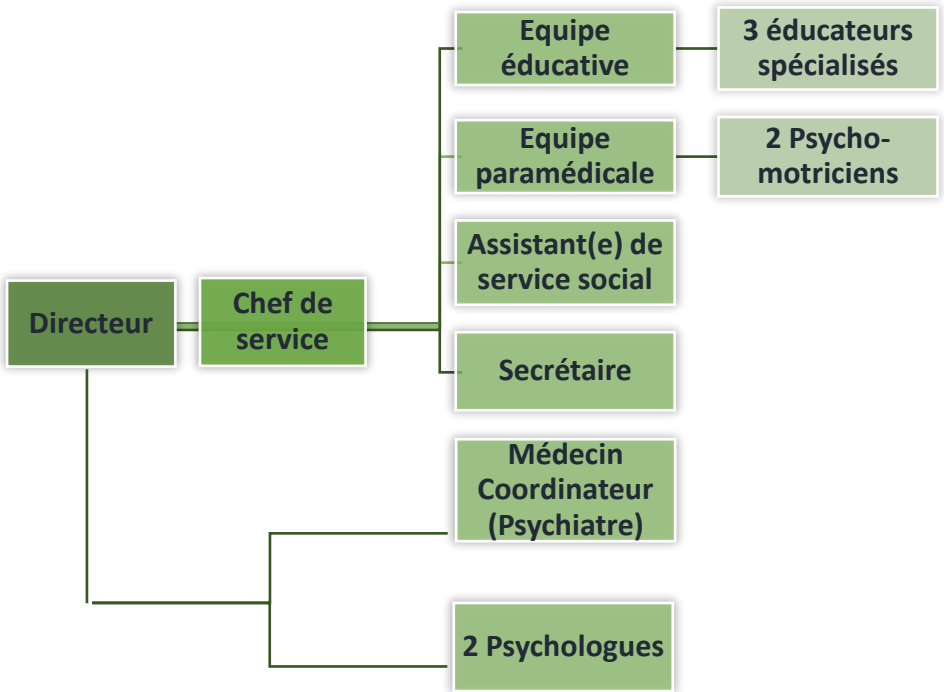 Equipe
éducative
3 éducateurs
spécialisés
Equipe
paramédicale
2 Psycho-
motriciens
Assistant(e) de
service social
Directeur
Chef de
service
Secrétaire
Médecin
Coordinateur
(Psychiatre)
2 Psychologues